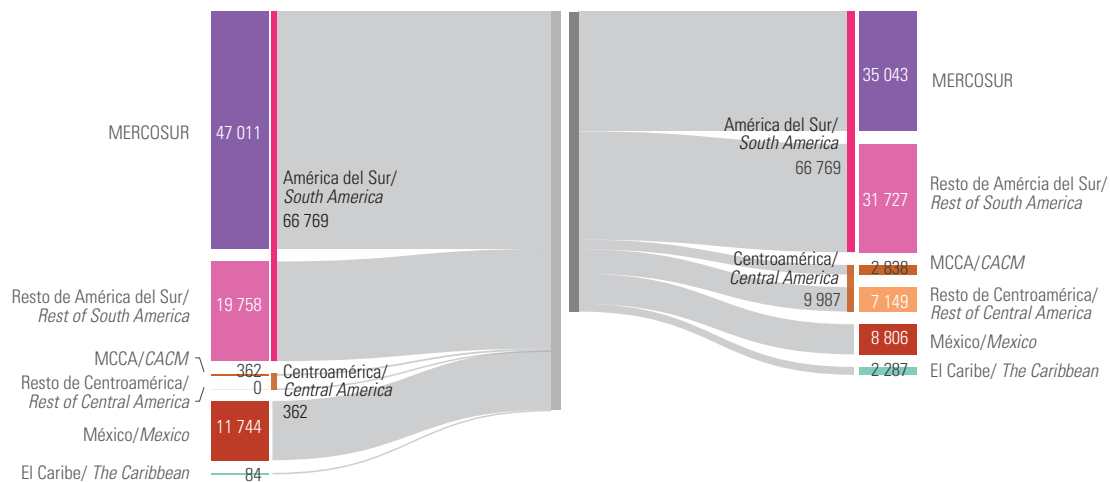 MERCOSUR
47 011
América del Sur/
South America
66 769
Resto de América del Sur/
Rest of South America
19 758
MCCA/CACM
362
Resto de Centroamérica/
Rest of Central America
0
Centroamérica/
Central America
362
México/Mexico
11 744
El Caribe/ The Caribbean
84
América del Sur/
South America
66 769
35 043
MERCOSUR
31 727
Resto de Amércia del Sur/
Rest of South America
Centroamérica/
Central America
9 987
2 838
MCCA/CACM
7 149
Resto de Centroamérica/
Rest of Central America
8 806
México/Mexico
2 287
El Caribe/ The Caribbean